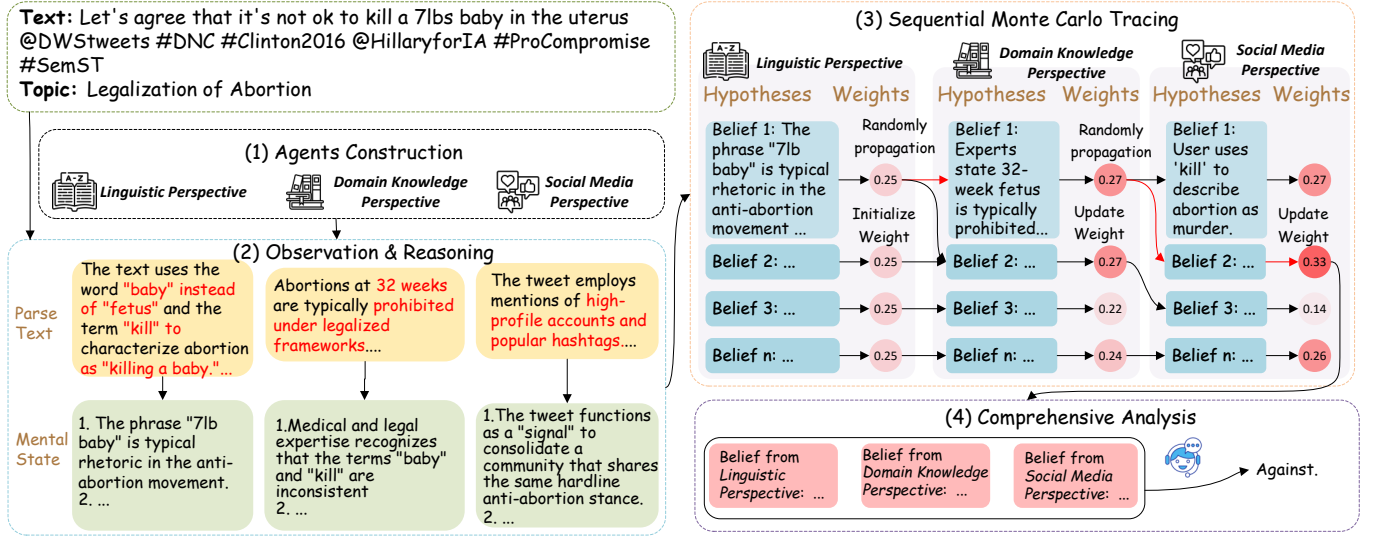 Text: Let's agree that it's not ok to kill a 7lbs baby in the uterus
@DWStweets #DNC #Clinton2016 @HillaryforIA #ProCompromise
#SemST
Topic: Legalization of Abortion
(1) Agents Construction
A-Z
Linguistic Perspective
Domain Knowledge
Perspective
Social Media
Perspective
(2) Observation & Reasoning
Parse
Text
The text uses the
word "baby" instead
of "fetus" and the
term "kill" to
characterize abortion
as "killing a baby."...
Abortions at 32 weeks
are typically prohibited
under legalized
frameworks....
The tweet employs
mentions of high-
profile accounts and
popular hashtags....
Mental
State
1. The phrase "7lb
baby" is typical
rhetoric in the anti-
abortion movement.
2. ...
1.Medical and legal
expertise recognizes
that the terms "baby"
and "kill" are
inconsistent
2. ...
1.The tweet functions
as a "signal" to
consolidate a
community that shares
the same hardline
anti-abortion stance.
2. ...
(3) Sequential Monte Carlo Tracing
A-Z
Linguistic Perspective
Domain Knowledge
Perspective
Social Media
Perspective
Hypotheses
Weights
Hypotheses
Weights
Hypotheses
Weights
Belief 1: The
phrase "7lb
baby" is typical
rhetoric in the
anti-abortion
movement ...
Randomly
propagation
0.25
Initialize
Weight
Belief 1:
Experts
state 32-
week fetus
is typically
prohibited...
Randomly
propagation
0.27
Update
Weight
Belief 1:
User uses
'kill' to
describe
abortion as
murder.
0.27
Update
Weight
Belief 2: ...
0.25
Belief 2: ...
0.27
Belief 2: ...
0.33
Belief 3: ...
0.25
Belief 3: ...
0.22
Belief 3: ...
0.14
Belief n: ...
0.25
Belief n: ...
0.24
Belief n: ...
0.26
(4) Comprehensive Analysis
Belief from
Linguistic
Perspective: ...
Belief from
Domain Knowledge
Perspective: ...
Belief from
Social Media
Perspective: ...
Against.